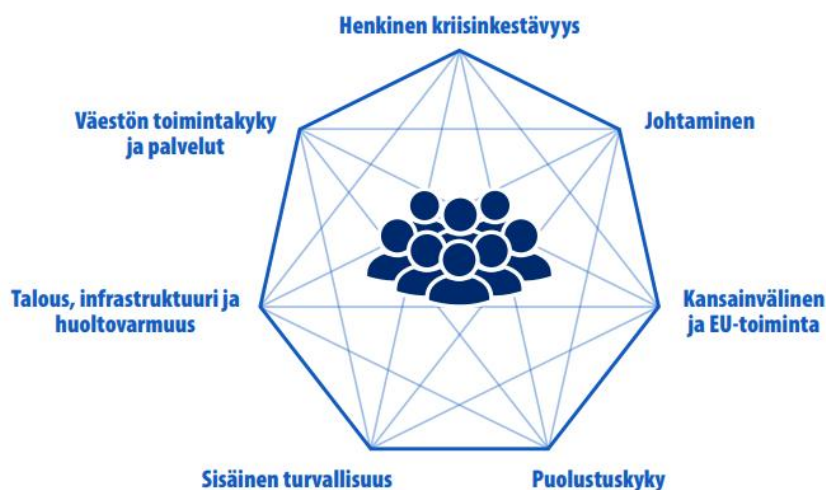 Henkinen kriisinkestävyys
Väestön toimintakyky
ja palvelut
Johtaminen
Talous, infrastruktuuri ja
huoltovarmuus
Kansainvälinen
ja EU-toiminta
Sisäinen turvallisuus
Puolustuskyky